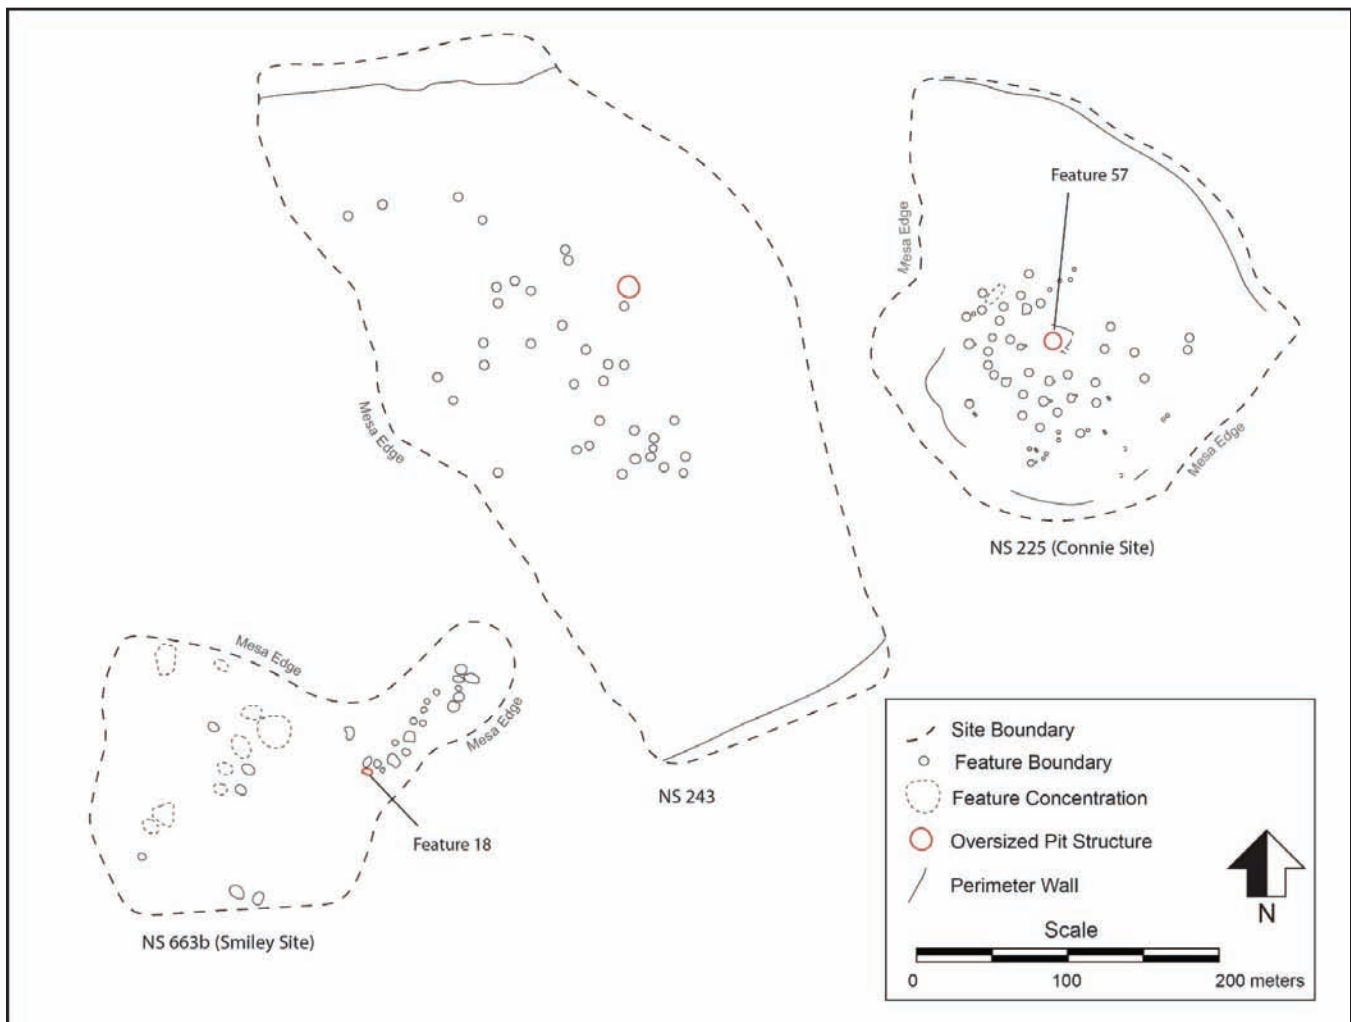 Feature 57
Mesa Edge
Mesa Edge
Mesa Edge
NS 225 (Connie Site)
Mesa Edge
Mesa Edge
NS 243
Feature 18
NS 663b (Smiley Site)
Site Boundary
Feature Boundary
Feature Concentration
Oversized Pit Structure
Perimeter Wall
N
Scale
0 100 200 meters